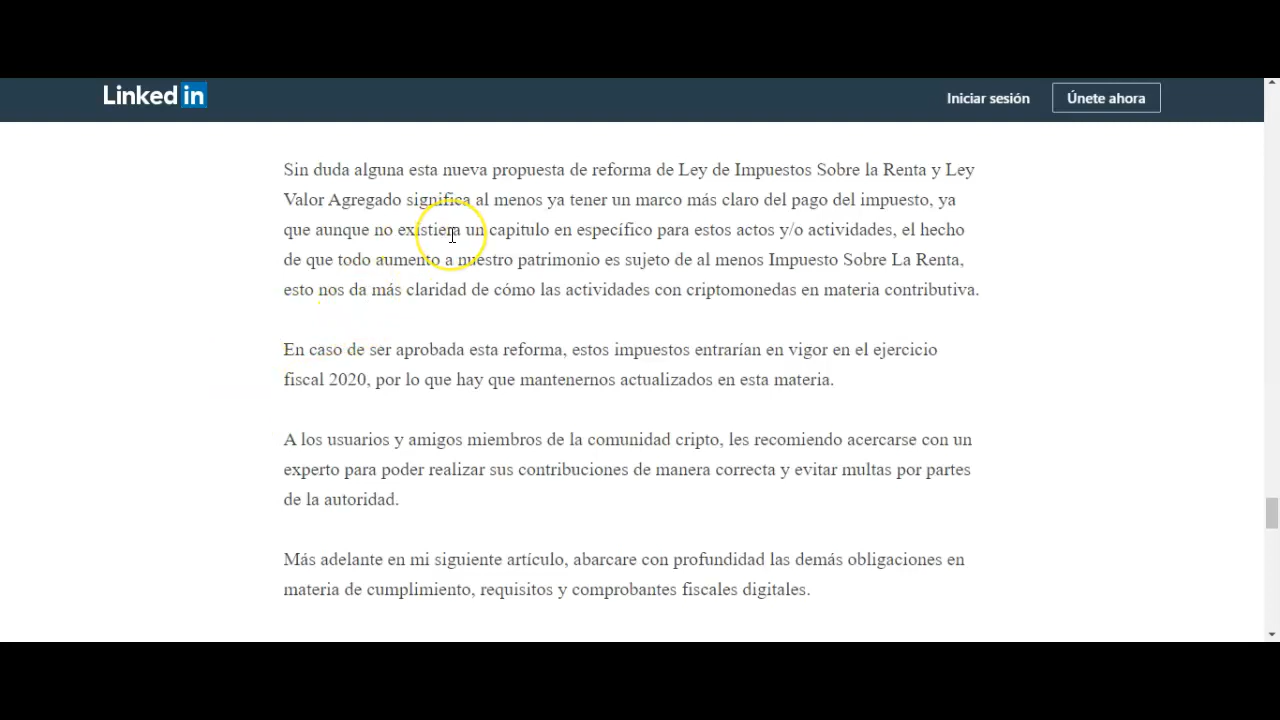 Linked in
Iniciar sesión
Únete ahora
Sin duda alguna esta nueva propuesta de reforma de Ley de Impuestos Sobre la Renta y Ley
Valor Agregado significa al menos ya tener un marco más claro del pago del impuesto, ya
que aunque no existiera un capitulo en específico para estos actos y/o actividades, el hecho
de que todo aumento a nuestro patrimonio es sujeto de al menos Impuesto Sobre La Renta,
esto nos da más claridad de cómo las actividades con criptomonedas en materia contributiva.
En caso de ser aprobada esta reforma, estos impuestos entrarían en vigor en el ejercicio
fiscal 2020, por lo que hay que mantenernos actualizados en esta materia.
A los usuarios y amigos miembros de la comunidad cripto, les recomiendo acercarse con un
experto para poder realizar sus contribuciones de manera correcta y evitar multas por partes
de la autoridad.
Más adelante en mi siguiente artículo, abarcare con profundidad las demás obligaciones en
materia de cumplimiento, requisitos y comprobantes fiscales digitales.